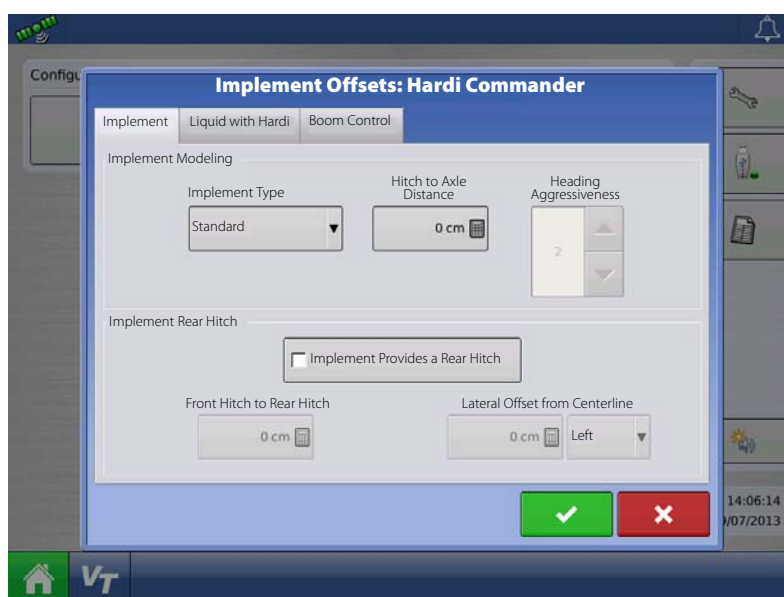 Configu
Implement Offsets: Hardi Commander
Implement
Liquid with Hardi
Boom Control
Implement Modeling
Implement Type
Hitch to Axle
Distance
Heading
Aggressiveness
Standard
0 cm
2
Implement Rear Hitch
Implement Provides a Rear Hitch
Front Hitch to Rear Hitch
Lateral Offset from Centerline
0 cm
0 cm
Left
14:06:14
/07/2013
VT